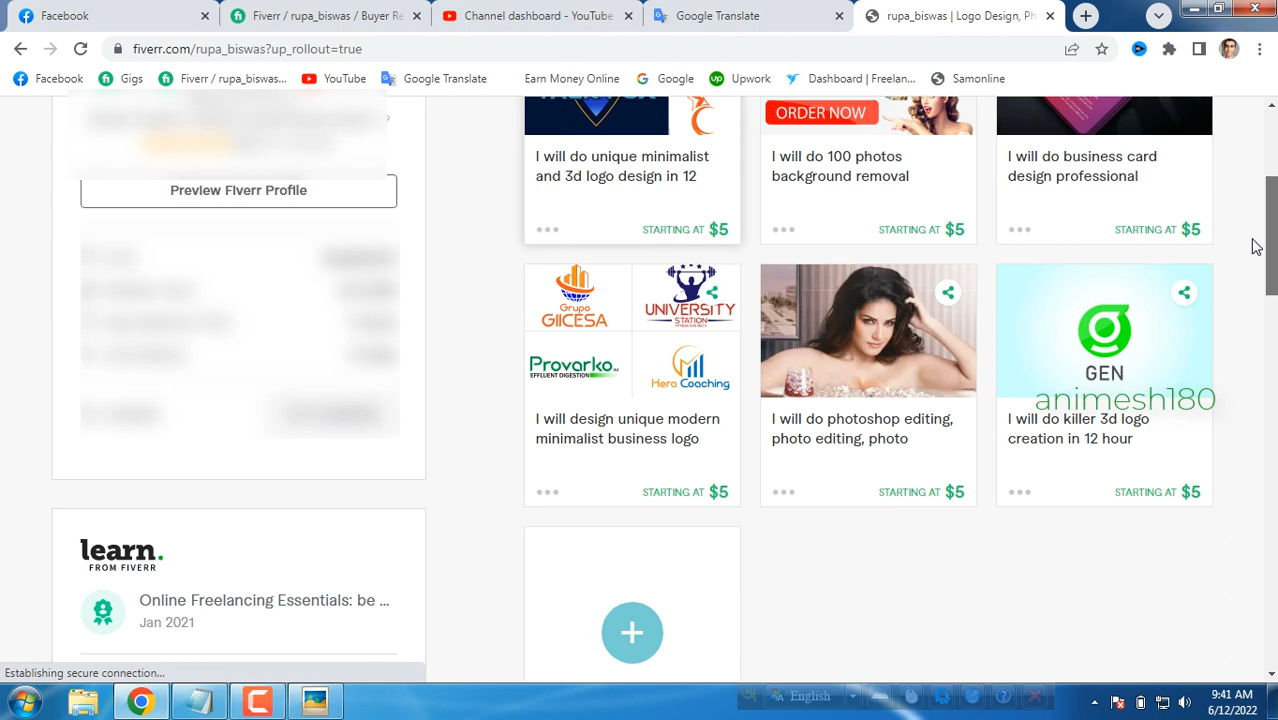 Facebook
Fiverr / rupa_biswas / Buyer Re
Channel dashboard - YouTube
Google Translate
rupa_biswas | Logo Design, Ph
fiverr.com/rupa_biswas?up_rollout=true
Facebook
Gigs
Fiverr / rupa_biswas...
YouTube
Google Translate
Earn Money Online
Google
Upwork
Dashboard | Freelan...
Samonline
ORDER NOW
I will do unique minimalist
and 3d logo design in 12
I will do 100 photos
background removal
I will do business card
design professional
Preview Fiverr Profile
STARTING AT $5
STARTING AT $5
STARTING AT $5
Grupo
GIICESA
UNIVERSITY
STATION
Provarko
EFFLUENT DIGESTION
Hera Coaching
GEN
animesh180
I will design unique modern
minimalist business logo
I will do photoshop editing,
photo editing, photo
I will do killer 3d logo
creation in 12 hour
STARTING AT $5
STARTING AT $5
STARTING AT $5
learn.
FROM FIVERR
Online Freelancing Essentials: be ...
Jan 2021
Establishing secure connection...
English
9:41 AM
6/12/2022